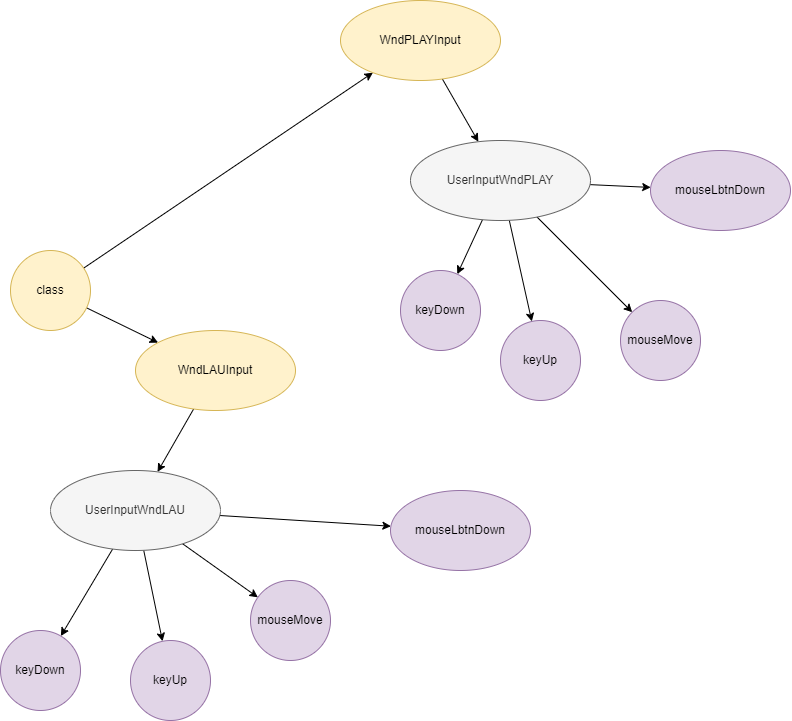 WndPLAYInput
UserInputWndPLAY
mouseLbtnDown
class
keyDown
keyUp
mouseMove
WndLAUInput
UserInputWndLAU
mouseLbtnDown
mouseMove
keyDown
keyUp